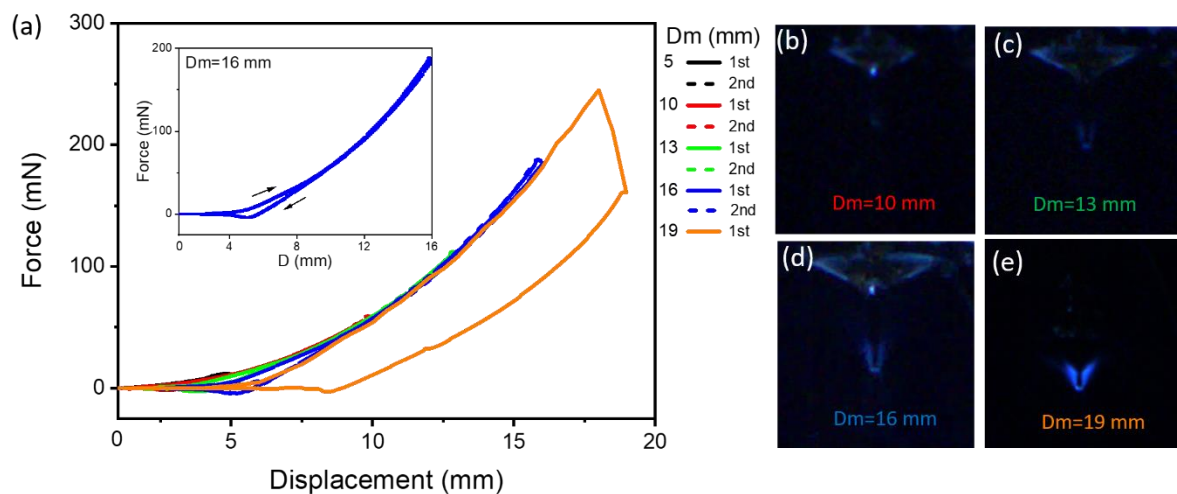 (a)
300
200
100
0
Force (mN)
0
5
10
15
20
Displacement (mm)
Dm=16 mm
200
100
0
Force (mN)
0
4
8
12
16
D (mm)
Dm (mm)
5 1st
2nd
10 1st
2nd
13 1st
2nd
16 1st
2nd
19 1st
(b)
Dm=10 mm
(c)
Dm=13 mm
(d)
Dm=16 mm
(e)
Dm=19 mm